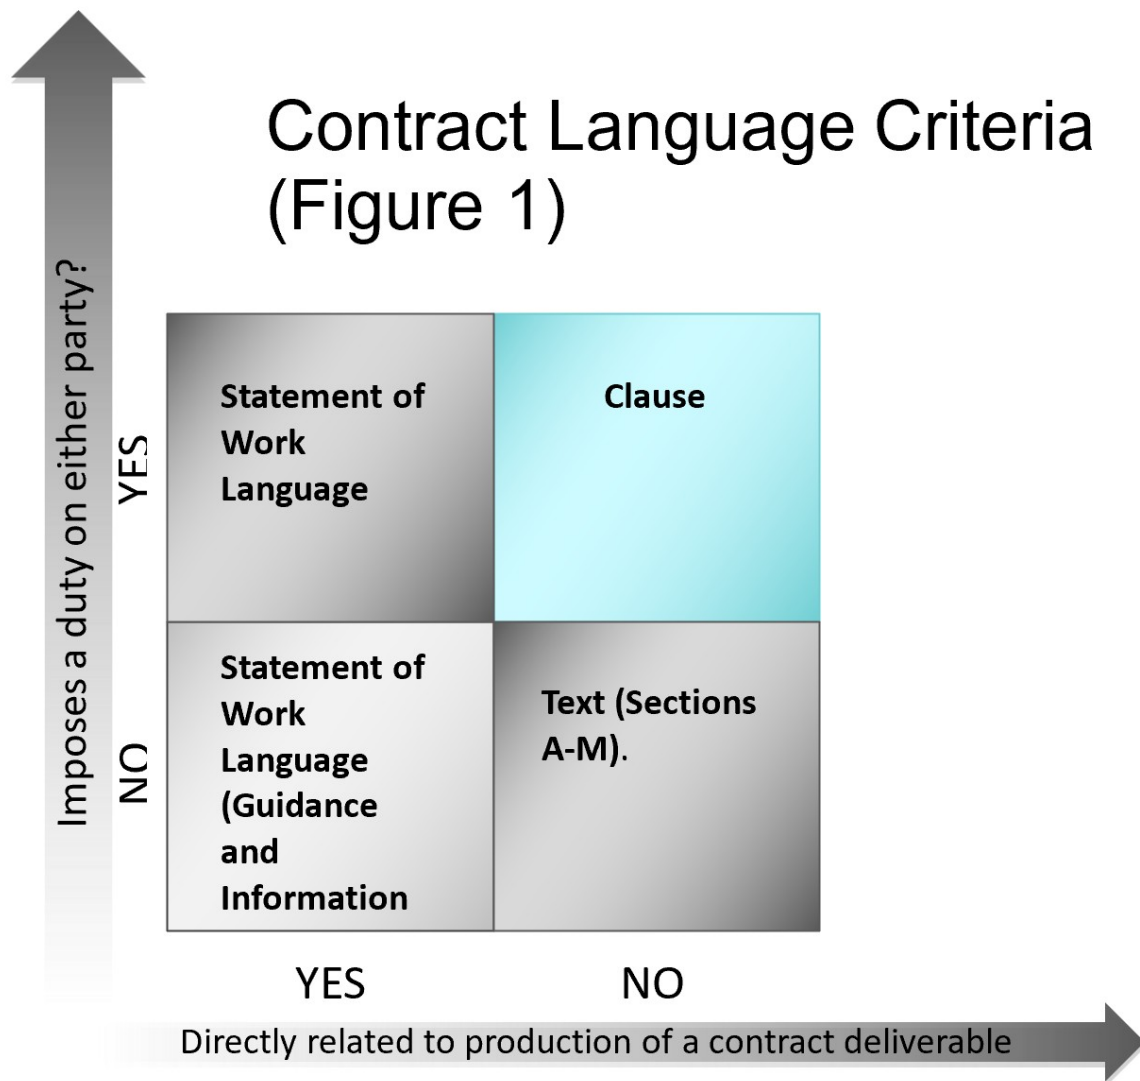 Contract Language Criteria
(Figure 1)
Imposes a duty on either party?
YES
Statement of
Work
Language
Clause
NO
Statement of
Work
Language
(Guidance
and
Information
Text (Sections
A-M).
YES
NO
Directly related to production of a contract deliverable